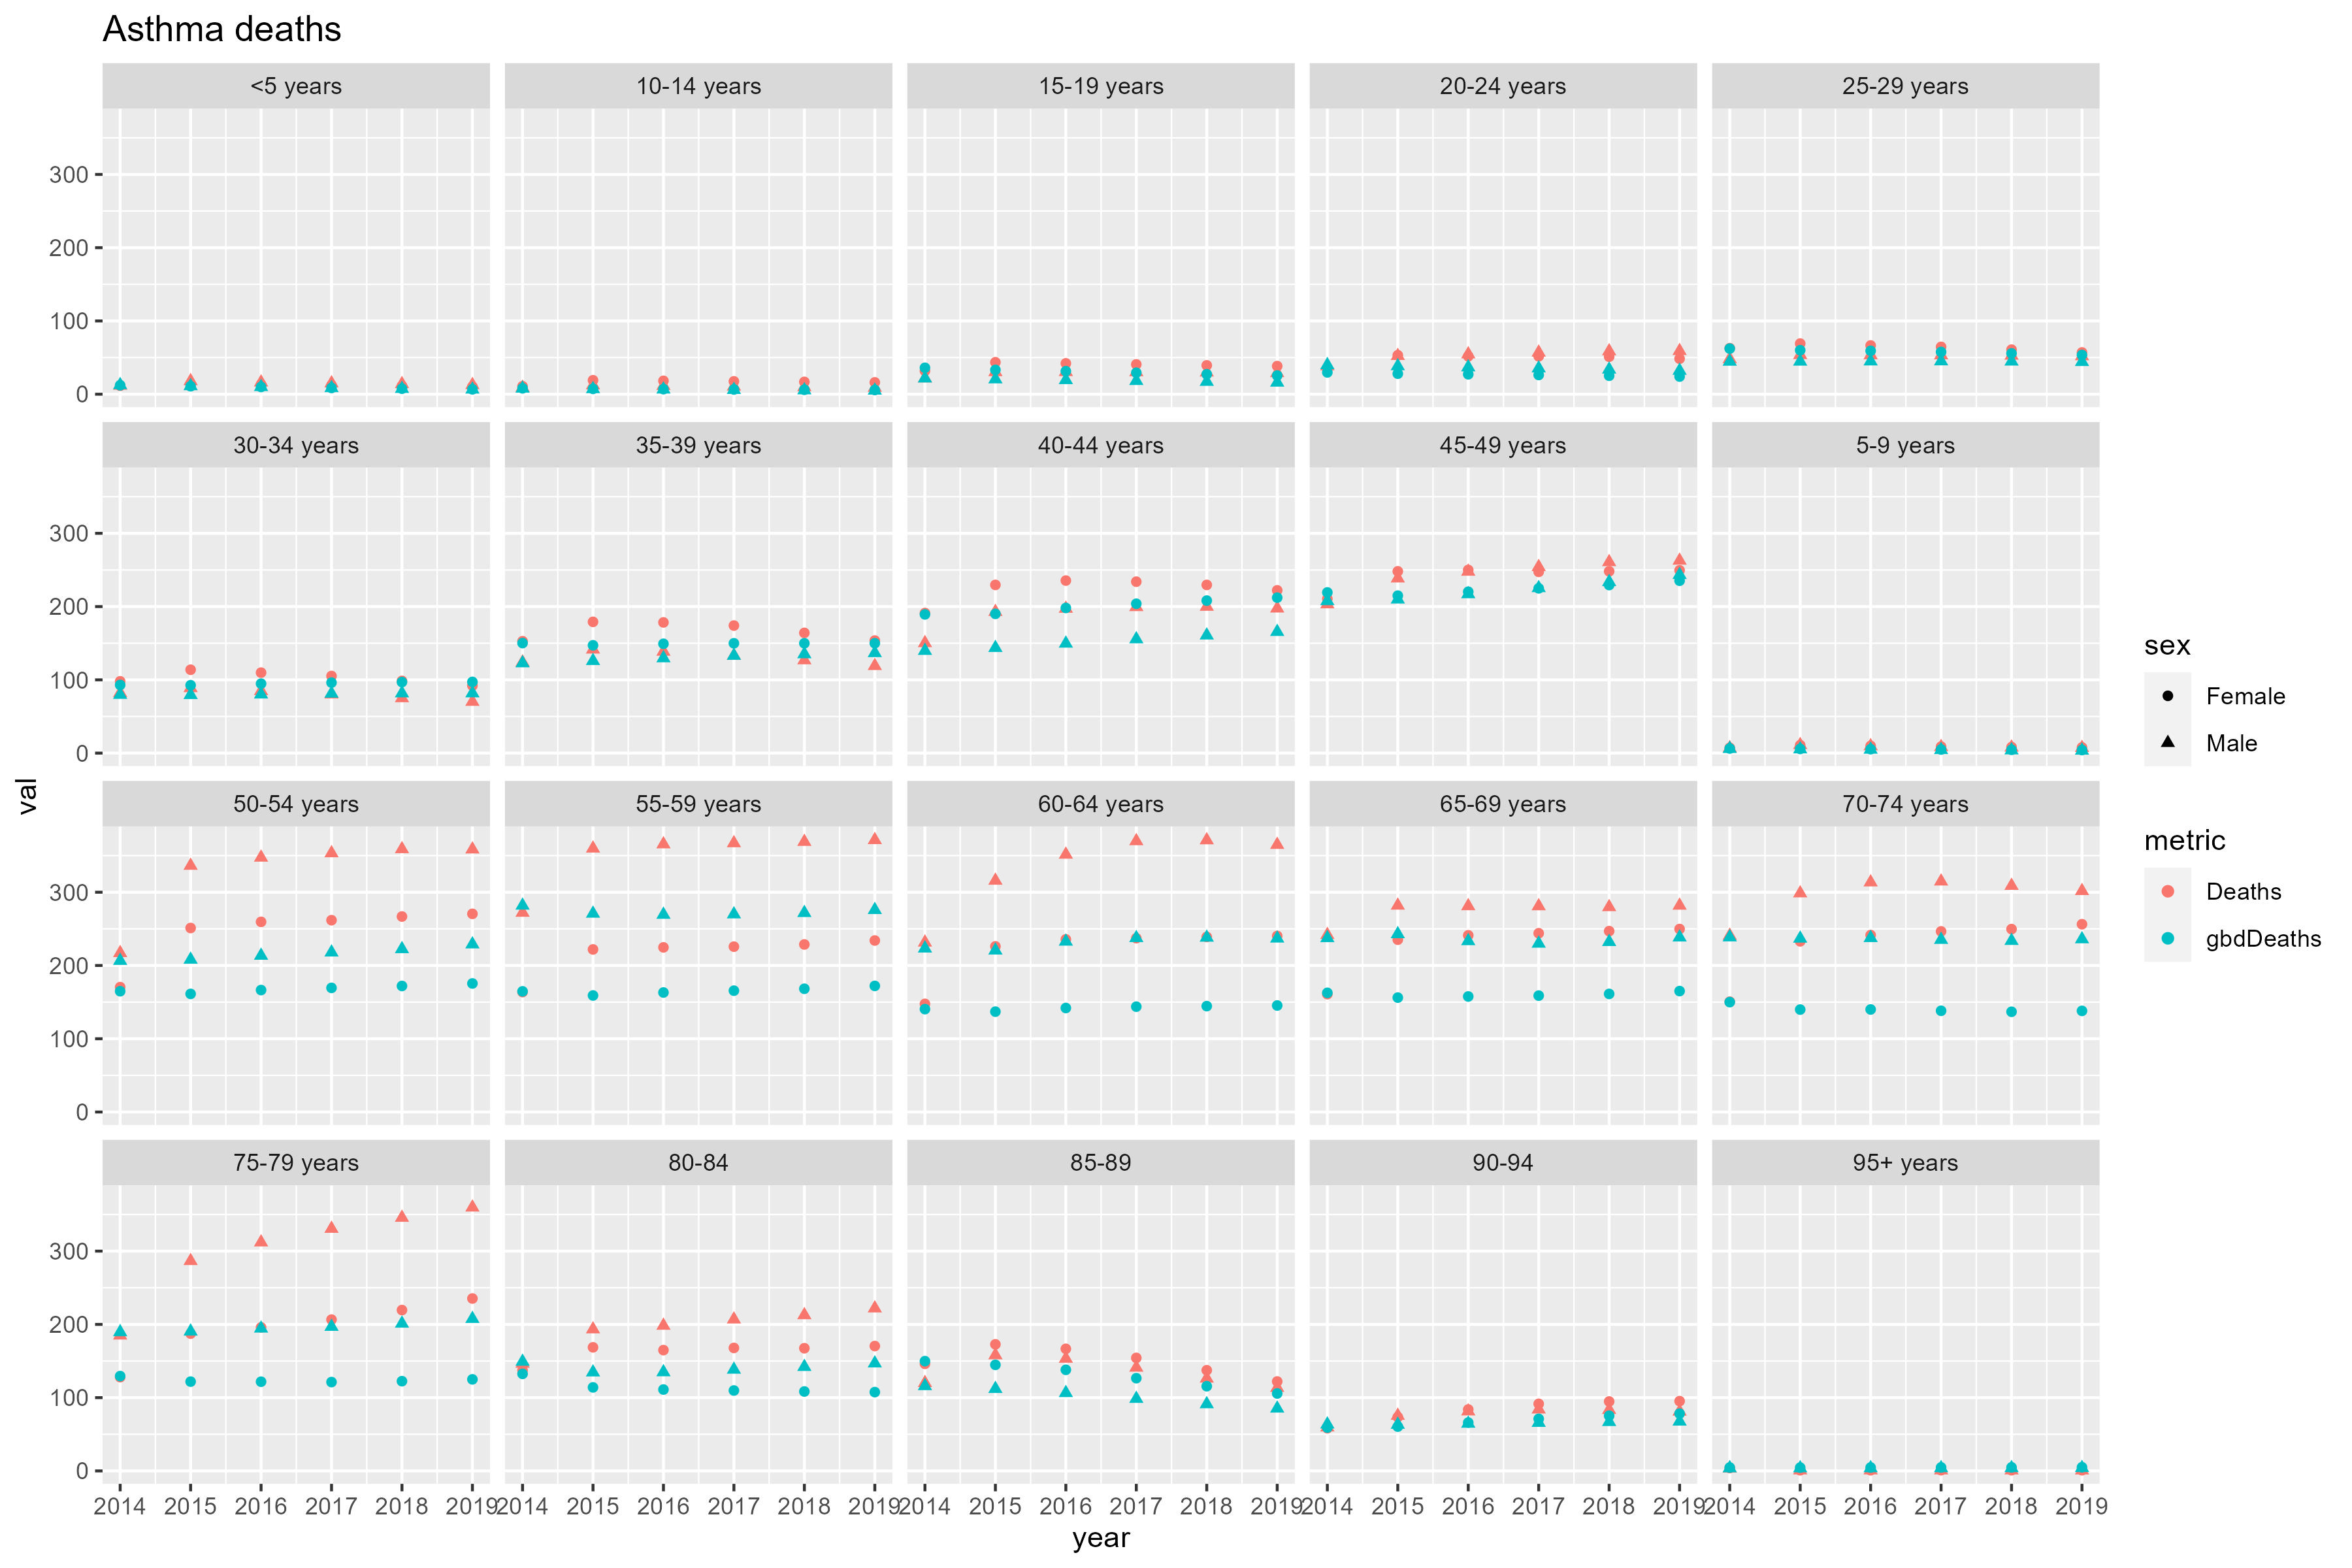 Asthma deaths
<5 years 10-14 years 15-19 years 20-24 years 25-29 years
300
200
100
0
30-34 years 35-39 years 40-44 years 45-49 years 5-9 years
300
200
100
0
val
50-54 years 55-59 years 60-64 years 65-69 years 70-74 years
300
200
100
0
75-79 years 80-84 85-89 90-94 95+ years
300
200
100
0
2014 2015 2016 2017 2018 2019 2014 2015 2016 2017 2018 2019 2014 2015 2016 2017 2018 2019 2014 2015 2016 2017 2018 2019 2014 2015 2016 2017 2018 2019
year
sex
Female
Male
metric
Deaths
gbdDeaths